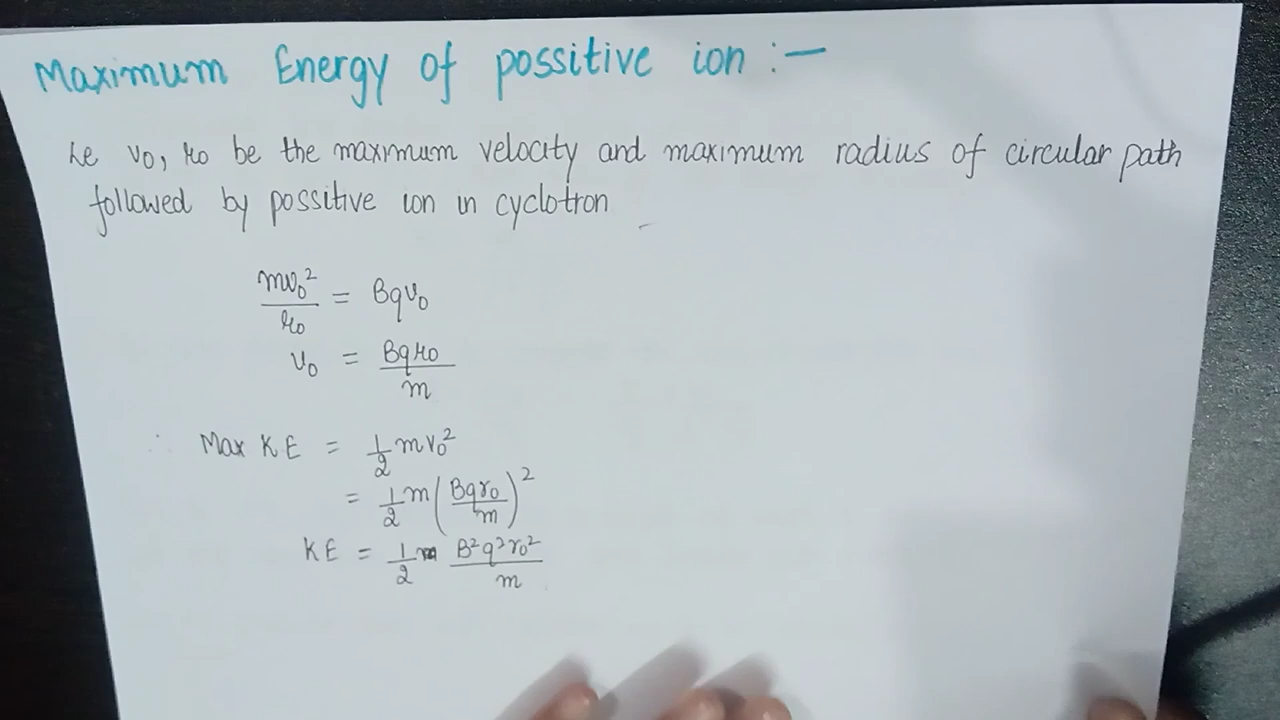 Maximum Energy of possitive ion :-
Le v₀, r₀ be the maximum velocity and maximum radius of circular path
followed by possitive ion in cyclotron
mv₀²/r₀ = Bqv₀
v₀ = Bqr₀/m
∴ Max KE = 1/2 mv₀²
= 1/2 m (Bqr₀/m)²
KE = 1/2 B²q²r₀²/m